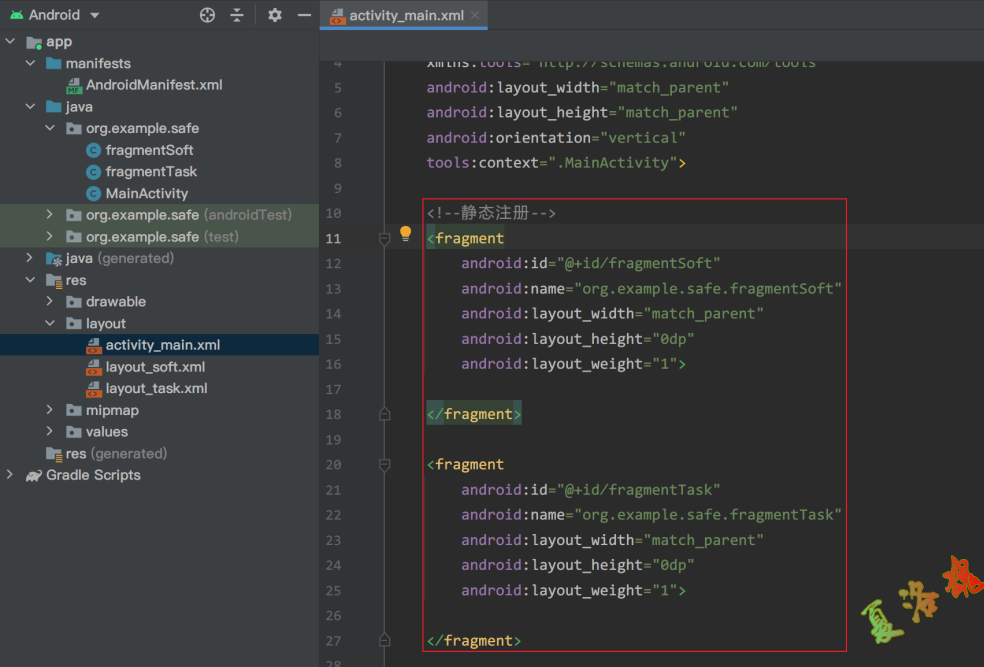 Android
activity_main.xml
app
manifests
AndroidManifest.xml
java
org.example.safe
fragmentSoft
fragmentTask
MainActivity
org.example.safe (androidTest)
org.example.safe (test)
java (generated)
res
drawable
layout
activity_main.xml
layout_soft.xml
layout_task.xml
mipmap
values
res (generated)
Gradle Scripts
4 xmlns:tools="http://schemas.android.com/tools"
5 android:layout_width="match_parent"
6 android:layout_height="match_parent"
7 android:orientation="vertical"
8 tools:context=".MainActivity">
9
10 <!--静态注册-->
11 <fragment
12 android:id="@+id/fragmentSoft"
13 android:name="org.example.safe.fragmentSoft"
14 android:layout_width="match_parent"
15 android:layout_height="0dp"
16 android:layout_weight="1">
17
18 </fragment>
19
20 <fragment
21 android:id="@+id/fragmentTask"
22 android:name="org.example.safe.fragmentTask"
23 android:layout_width="match_parent"
24 android:layout_height="0dp"
25 android:layout_weight="1">
26
27 </fragment>
28
夏